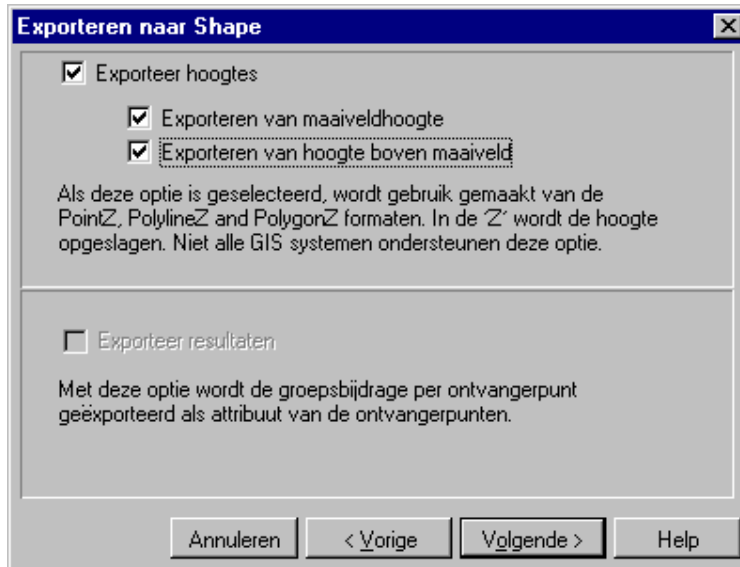 Exporteren naar Shape
Exporteer hoogtes
Exporteren van maaiveldhoogte
Exporteren van hoogte boven maaiveld
Als deze optie is geselecteerd, wordt gebruik gemaakt van de
PointZ, PolylineZ and PolygonZ formaten. In de 'Z' wordt de hoogte
opgeslagen. Niet alle GIS systemen ondersteunen deze optie.
Exporteer resultaten
Met deze optie wordt de groepsbijdrage per ontvangerpunt
geëxporteerd als attribuut van de ontvangerpunten.
Annuleren
< Vorige
Volgende >
Help